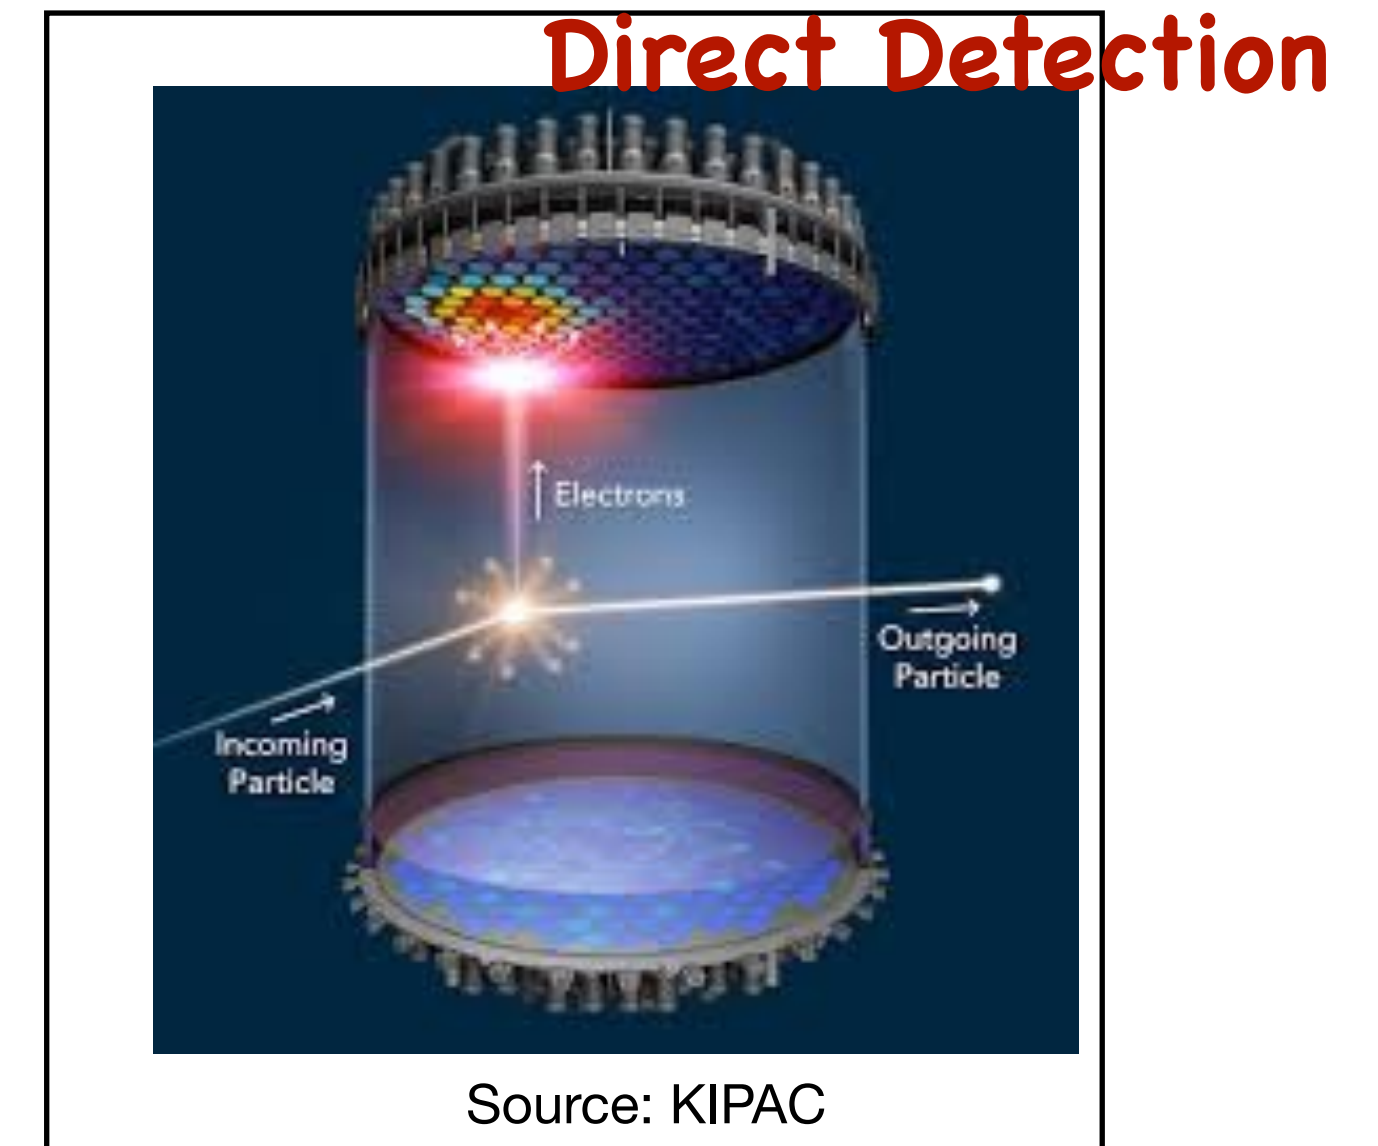 Direct Detection
Electrons
Outgoing
Particle
Incoming
Particle
Source: KIPAC